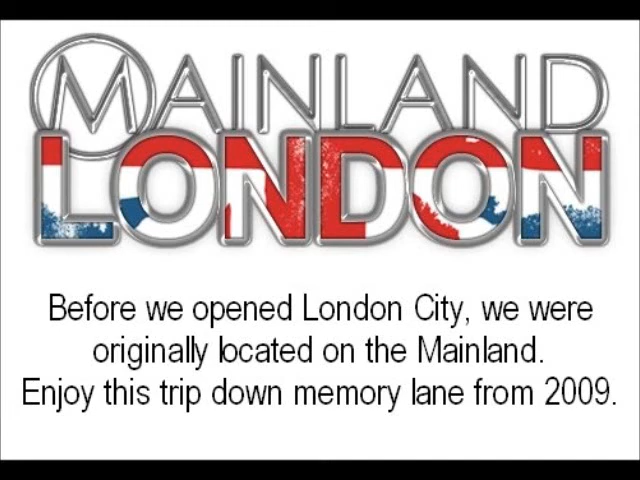 MAINLAND
LONDON
Before we opened London City, we were
originally located on the Mainland.
Enjoy this trip down memory lane from 2009.